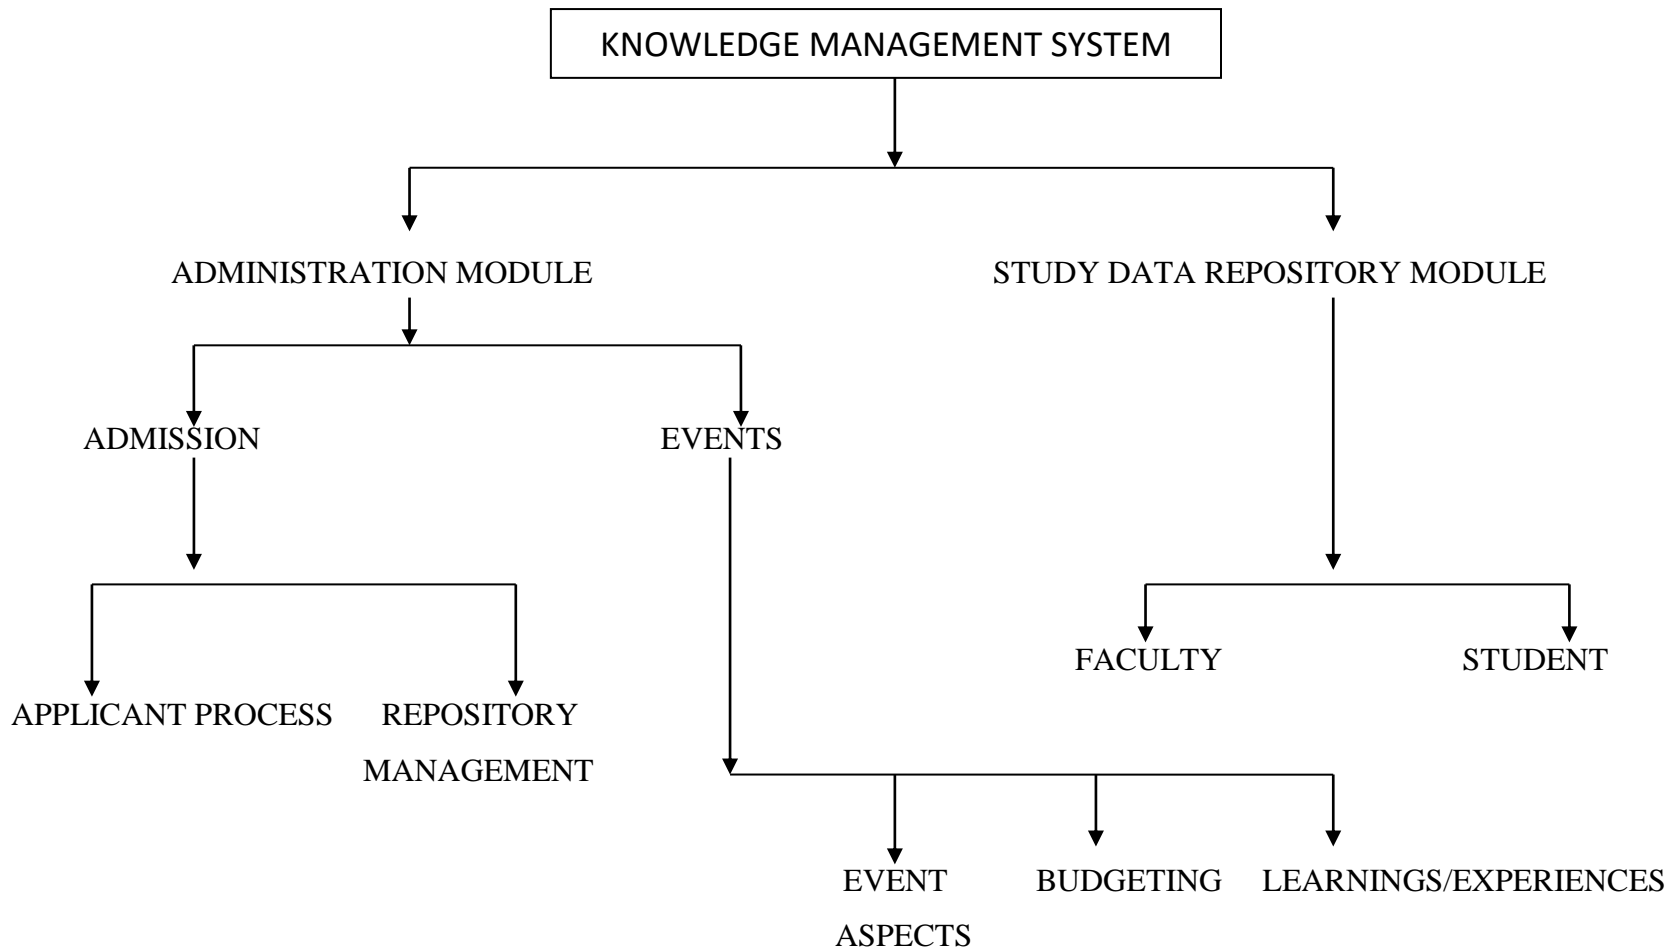 KNOWLEDGE MANAGEMENT SYSTEM
ADMINISTRATION MODULE
STUDY DATA REPOSITORY MODULE
ADMISSION
EVENTS
FACULTY
STUDENT
APPLICANT PROCESS
REPOSITORY
MANAGEMENT
EVENT
ASPECTS
BUDGETING
LEARNINGS/EXPERIENCES